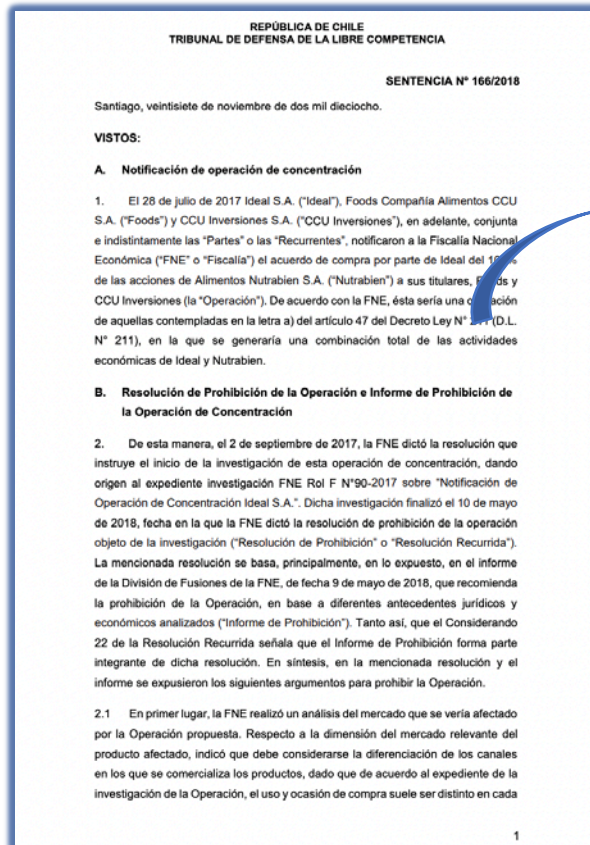 REPÚBLICA DE CHILE
TRIBUNAL DE DEFENSA DE LA LIBRE COMPETENCIA
SENTENCIA N° 166/2018
Santiago, veintisiete de noviembre de dos mil dieciocho.
VISTOS:
A. Notificación de operación de concentración
1. El 28 de julio de 2017 Ideal S.A. ("Ideal"), Foods Compañía Alimentos CCU
S.A. ("Foods") y CCU Inversiones S.A. ("CCU Inversiones"), en adelante, conjunta
e indistintamente las "Partes" o las "Recurrentes", notificaron a la Fiscalía Nacional
Económica ("FNE" o "Fiscalía") el acuerdo de compra por parte de Ideal del
de las acciones de Alimentos Nutrabien S.A. ("Nutrabien") a sus titulares, y
CCU Inversiones (la "Operación"). De acuerdo con la FNE, ésta sería una
de aquellas contempladas en la letra a) del artículo 47 del Decreto Ley N° (D.L.
N° 211), en la que se generaría una combinación total de las actividades
económicas de Ideal y Nutrabien.
B. Resolución de Prohibición de la Operación e Informe de Prohibición de
la Operación de Concentración
2. De esta manera, el 2 de septiembre de 2017, la FNE dictó la resolución que
instruye el inicio de la investigación de esta operación de concentración, dando
origen al expediente investigación FNE Rol F N°90-2017 sobre "Notificación de
Operación de Concentración Ideal S.A.". Dicha investigación finalizó el 10 de mayo
de 2018, fecha en la que la FNE dictó la resolución de prohibición de la operación
objeto de la investigación ("Resolución de Prohibición" o "Resolución Recurrida").
La mencionada resolución se basa, principalmente, en lo expuesto, en el informe
de la División de Fusiones de la FNE, de fecha 9 de mayo de 2018, que recomienda
la prohibición de la Operación, en base a diferentes antecedentes jurídicos y
económicos analizados ("Informe de Prohibición"). Tanto así, que el Considerando
22 de la Resolución Recurrida señala que el Informe de Prohibición forma parte
integrante de dicha resolución. En síntesis, en la mencionada resolución y el
informe se expusieron los siguientes argumentos para prohibir la Operación.
2.1 En primer lugar, la FNE realizó un análisis del mercado que se vería afectado
por la Operación propuesta. Respecto a la dimensión del mercado relevante del
producto afectado, indicó que debe considerarse la diferenciación de los canales
en los que se comercializa los productos, dado que de acuerdo al expediente de la
investigación de la Operación, el uso y ocasión de compra suele ser distinto en cada
1